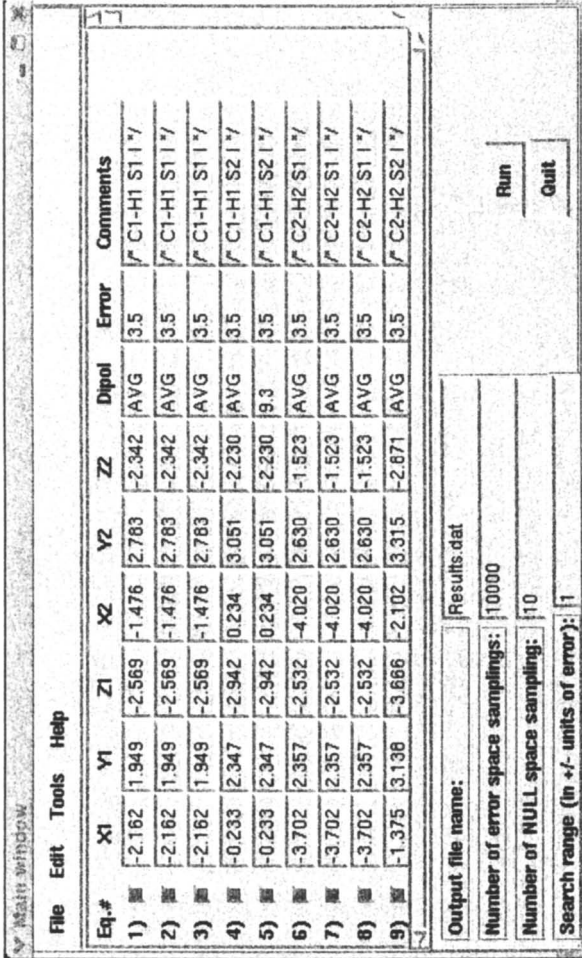 Main Window
File Edit Tools Help
Eq.# X1 Y1 Z1 X2 Y2 Z2 Dipol Error Comments
1) -2.162 1.949 -2.569 -1.476 2.783 -2.342 AVG 3.5 /* C1-H1 S1 I */
2) -2.162 1.949 -2.569 -1.476 2.783 -2.342 AVG 3.5 /* C1-H1 S1 I */
3) -2.162 1.949 -2.569 -1.476 2.783 -2.342 AVG 3.5 /* C1-H1 S1 I */
4) -0.233 2.347 -2.942 0.234 3.051 -2.230 AVG 3.5 /* C1-H1 S2 I */
5) -0.233 2.347 -2.942 0.234 3.051 -2.230 9.3 3.5 /* C1-H1 S2 I */
6) -3.702 2.357 -2.532 -4.020 2.630 -1.523 AVG 3.5 /* C2-H2 S1 I */
7) -3.702 2.357 -2.532 -4.020 2.630 -1.523 AVG 3.5 /* C2-H2 S1 I */
8) -3.702 2.357 -2.532 -4.020 2.630 -1.523 AVG 3.5 /* C2-H2 S1 I */
9) -1.375 3.138 -3.666 -2.102 3.315 -2.871 AVG 3.5 /* C2-H2 S2 I */
Output file name: Results.dat
Number of error space samplings: 10000
Number of NULL space sampling: 10
Search range (in +/- units of error): 1
Run
Quit